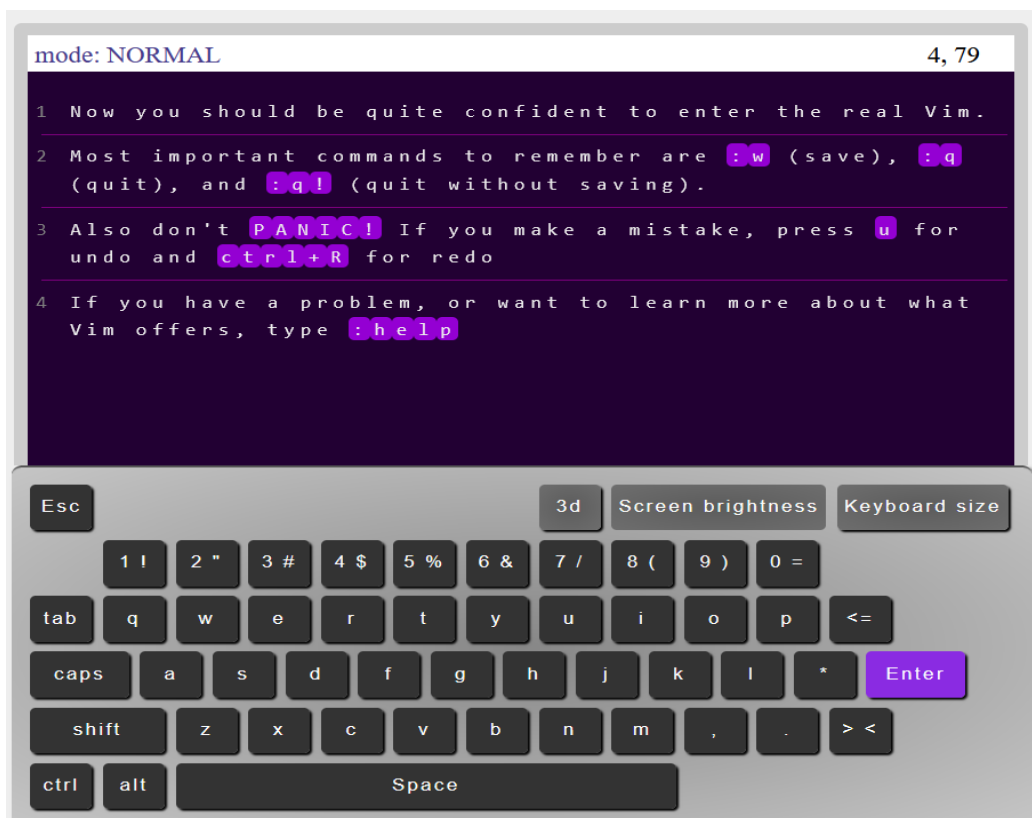 mode: NORMAL 4, 79
1 Now you should be quite confident to enter the real Vim.
2 Most important commands to remember are :w (save), :q
(quit), and :q! (quit without saving).
3 Also don't PANIC! If you make a mistake, press u for
undo and ctrl+R for redo
4 If you have a problem, or want to learn more about what
Vim offers, type :help
Esc 3d Screen brightness Keyboard size
1 ! 2 " 3 # 4 $ 5 % 6 & 7 / 8 ( 9 ) 0 =
tab q w e r t y u i o p <=
caps a s d f g h j k l * Enter
shift z x c v b n m , . > <
ctrl alt Space